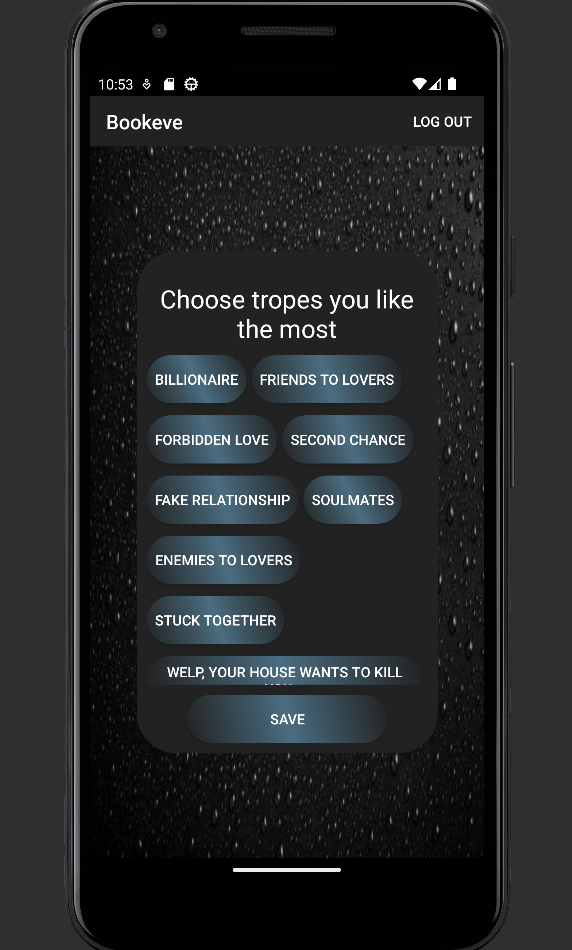 10:53
Bookeve
LOG OUT
Choose tropes you like
the most
BILLIONAIRE
FRIENDS TO LOVERS
FORBIDDEN LOVE
SECOND CHANCE
FAKE RELATIONSHIP
SOULMATES
ENEMIES TO LOVERS
STUCK TOGETHER
WELP, YOUR HOUSE WANTS TO KILL
SAVE